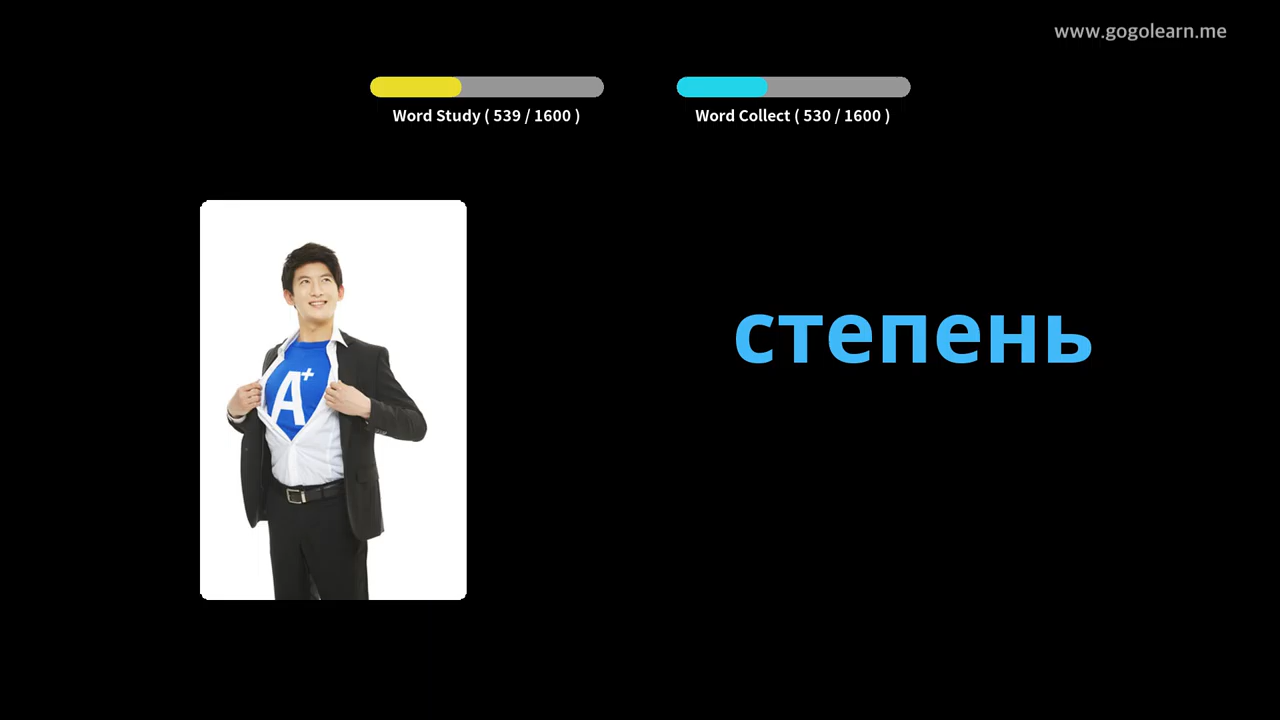 www.gogolearn.me
Word Study ( 539 / 1600 )
Word Collect ( 530 / 1600 )
A+
степень